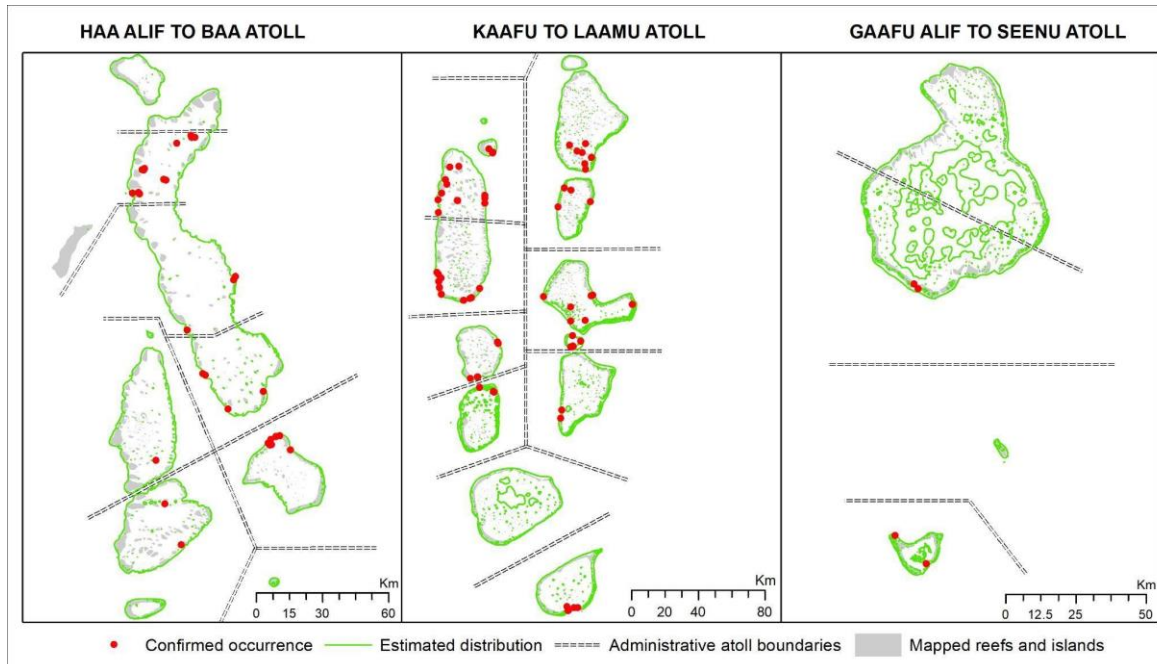 HAA ALIF TO BAA ATOLL
KAAFU TO LAAMU ATOLL
GAAFU ALIF TO SEENU ATOLL
Km
0 15 30 60
Km
0 20 40 80
Km
0 12.5 25 50
Confirmed occurrence
Estimated distribution
Administrative atoll boundaries
Mapped reefs and islands